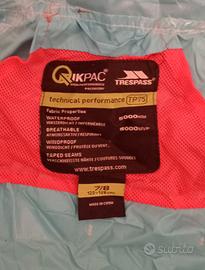 QIKPAC
TRESPASS
technical performance TP75
Fabric Properties
WATERPROOF
5000MM
BREATHABLE
5000MVP
WINDPROOF
TAPED SEAMS
www.trespass.com
7/8
MADE IN CHINA
Subito